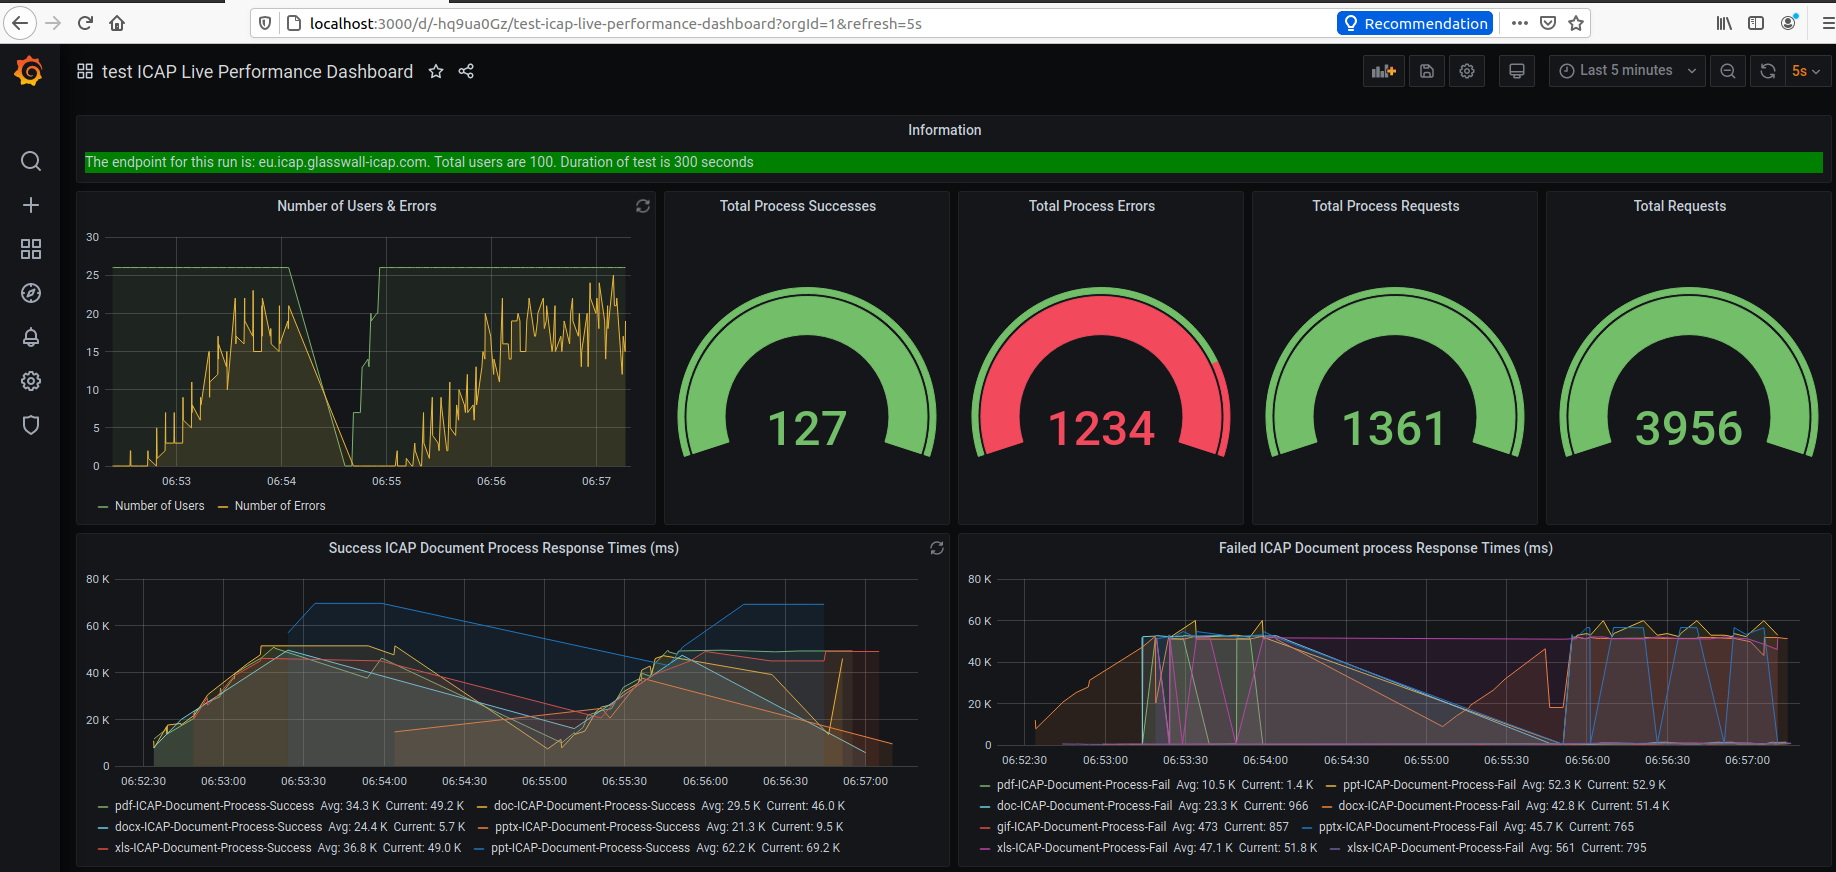 localhost:3000/d/-hq9ua0Gz/test-icap-live-performance-dashboard?orgId=1&refresh=5s
Recommendation
test ICAP Live Performance Dashboard
Last 5 minutes
5s
Information
The endpoint for this run is: eu.icap.glasswall-icap.com. Total users are 100. Duration of test is 300 seconds
Number of Users & Errors
30
25
20
15
10
5
0
06:53 06:54 06:55 06:56 06:57
Number of Users Number of Errors
Total Process Successes
127
Total Process Errors
1234
Total Process Requests
1361
Total Requests
3956
Success ICAP Document Process Response Times (ms)
80 K
60 K
40 K
20 K
0
06:52:30 06:53:00 06:53:30 06:54:00 06:54:30 06:55:00 06:55:30 06:56:00 06:56:30 06:57:00
pdf-ICAP-Document-Process-Success Avg: 34.3 K Current: 49.2 K doc-ICAP-Document-Process-Success Avg: 29.5 K Current: 46.0 K
docx-ICAP-Document-Process-Success Avg: 24.4 K Current: 5.7 K pptx-ICAP-Document-Process-Success Avg: 21.3 K Current: 9.5 K
xls-ICAP-Document-Process-Success Avg: 36.8 K Current: 49.0 K ppt-ICAP-Document-Process-Success Avg: 62.2 K Current: 69.2 K
Failed ICAP Document process Response Times (ms)
80 K
60 K
40 K
20 K
0
06:52:30 06:53:00 06:53:30 06:54:00 06:54:30 06:55:00 06:55:30 06:56:00 06:56:30 06:57:00
pdf-ICAP-Document-Process-Fail Avg: 10.5 K Current: 1.4 K ppt-ICAP-Document-Process-Fail Avg: 52.3 K Current: 52.9 K
doc-ICAP-Document-Process-Fail Avg: 23.3 K Current: 966 docx-ICAP-Document-Process-Fail Avg: 42.8 K Current: 51.4 K
gif-ICAP-Document-Process-Fail Avg: 473 Current: 857 pptx-ICAP-Document-Process-Fail Avg: 45.7 K Current: 765
xls-ICAP-Document-Process-Fail Avg: 47.1 K Current: 51.8 K xlsx-ICAP-Document-Process-Fail Avg: 561 Current: 795